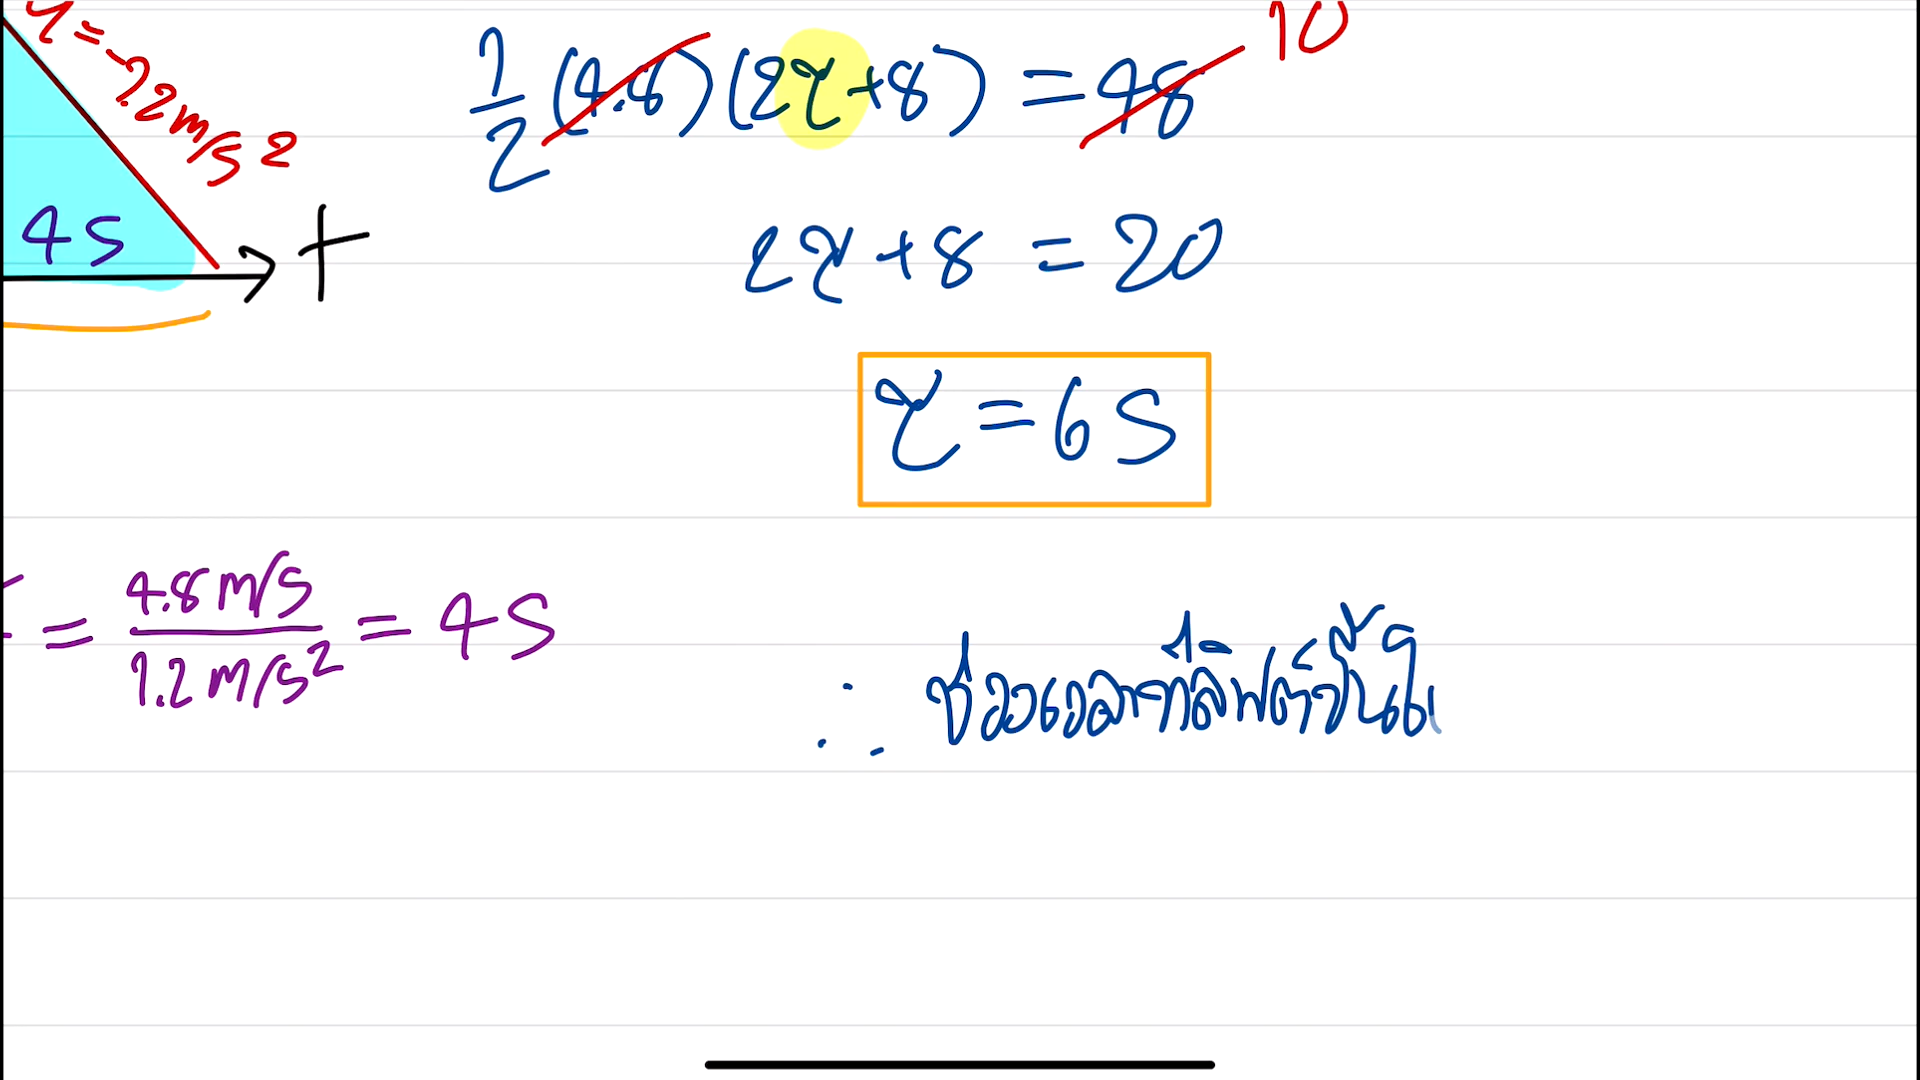 = -1.2 m/s²
10
1/2 (4.8)(2τ+8) = 48
4 s
t
2τ+8 = 20
τ = 6 s
= 4.8 m/s / 1.2 m/s² = 4 s
∴ ช่วงเวลาที่ลิฟต์ขึ้นไ